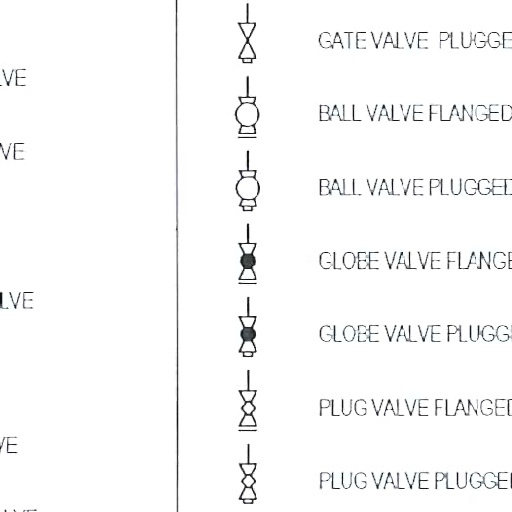 LVE
VE
LVE
VE
GATE VALVE PLUGGE
BALL VALVE FLANGED
BALL VALVE PLUGGED
GLOBE VALVE FLANGE
GLOBE VALVE PLUGG
PLUG VALVE FLANGED
PLUG VALVE PLUGGE